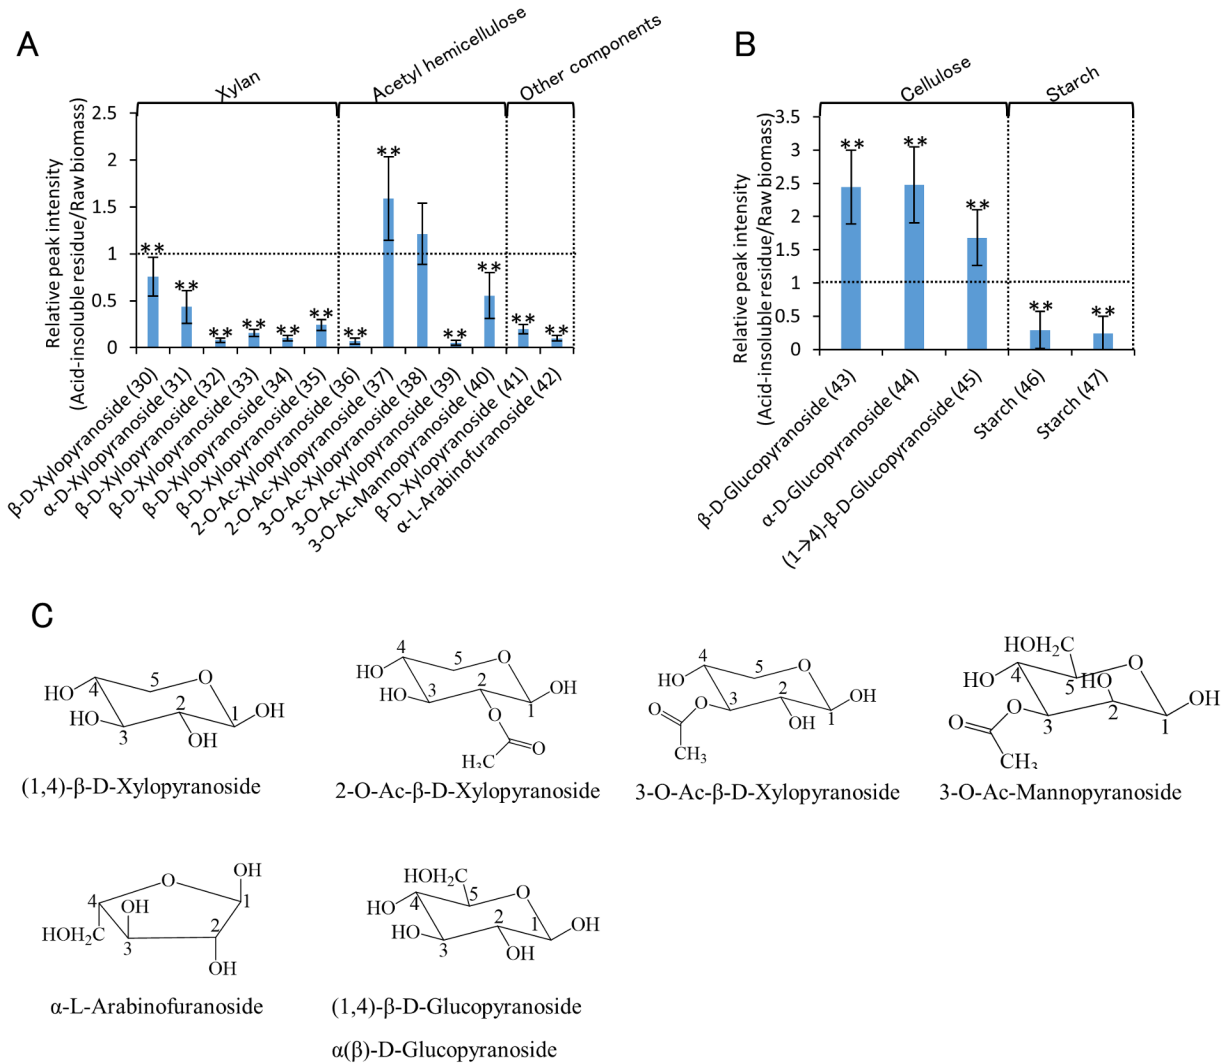 A
Xylan
Acetyl hemicellulose
Other components
Relative peak intensity
(Acid-insoluble residue/Raw biomass)
2.5
2
1.5
1
0.5
0
**
**
**
**
**
**
**
**
**
**
**
**
β-D-Xylopyranoside (30)
α-D-Xylopyranoside (31)
β-D-Xylopyranoside (32)
β-D-Xylopyranoside (33)
β-D-Xylopyranoside (34)
β-D-Xylopyranoside (35)
2-O-Ac-Xylopyranoside (36)
2-O-Ac-Xylopyranoside (37)
3-O-Ac-Xylopyranoside (38)
3-O-Ac-Xylopyranoside (39)
3-O-Ac-Mannopyranoside (40)
β-D-Xylopyranoside (41)
α-L-Arabinofuranoside (42)
B
Cellulose
Starch
Relative peak intensity
(Acid-insoluble residue/Raw biomass)
3.5
3
2.5
2
1.5
1
0.5
0
**
**
**
**
**
β-D-Glucopyranoside (43)
α-D-Glucopyranoside (44)
(1→4)-β-D-Glucopyranoside (45)
Starch (46)
Starch (47)
C
HO 4 5 O
HO 3 2 OH 1 OH
(1,4)-β-D-Xylopyranoside
4 5 O
HO HO 3 2 1 OH
O O
H₃C
2-O-Ac-β-D-Xylopyranoside
4 5 O
HO O 3 2 OH 1 OH
O CH₃
3-O-Ac-β-D-Xylopyranoside
HOH₂C
HO 4 5 HO O
O 3 2 1 OH
O CH₃
3-O-Ac-Mannopyranoside
O OH
4 OH 1
HOH₂C 3 2
OH
α-L-Arabinofuranoside
HOH₂C
HO 4 5 O
HO 3 2 OH 1 OH
(1,4)-β-D-Glucopyranoside
α(β)-D-Glucopyranoside